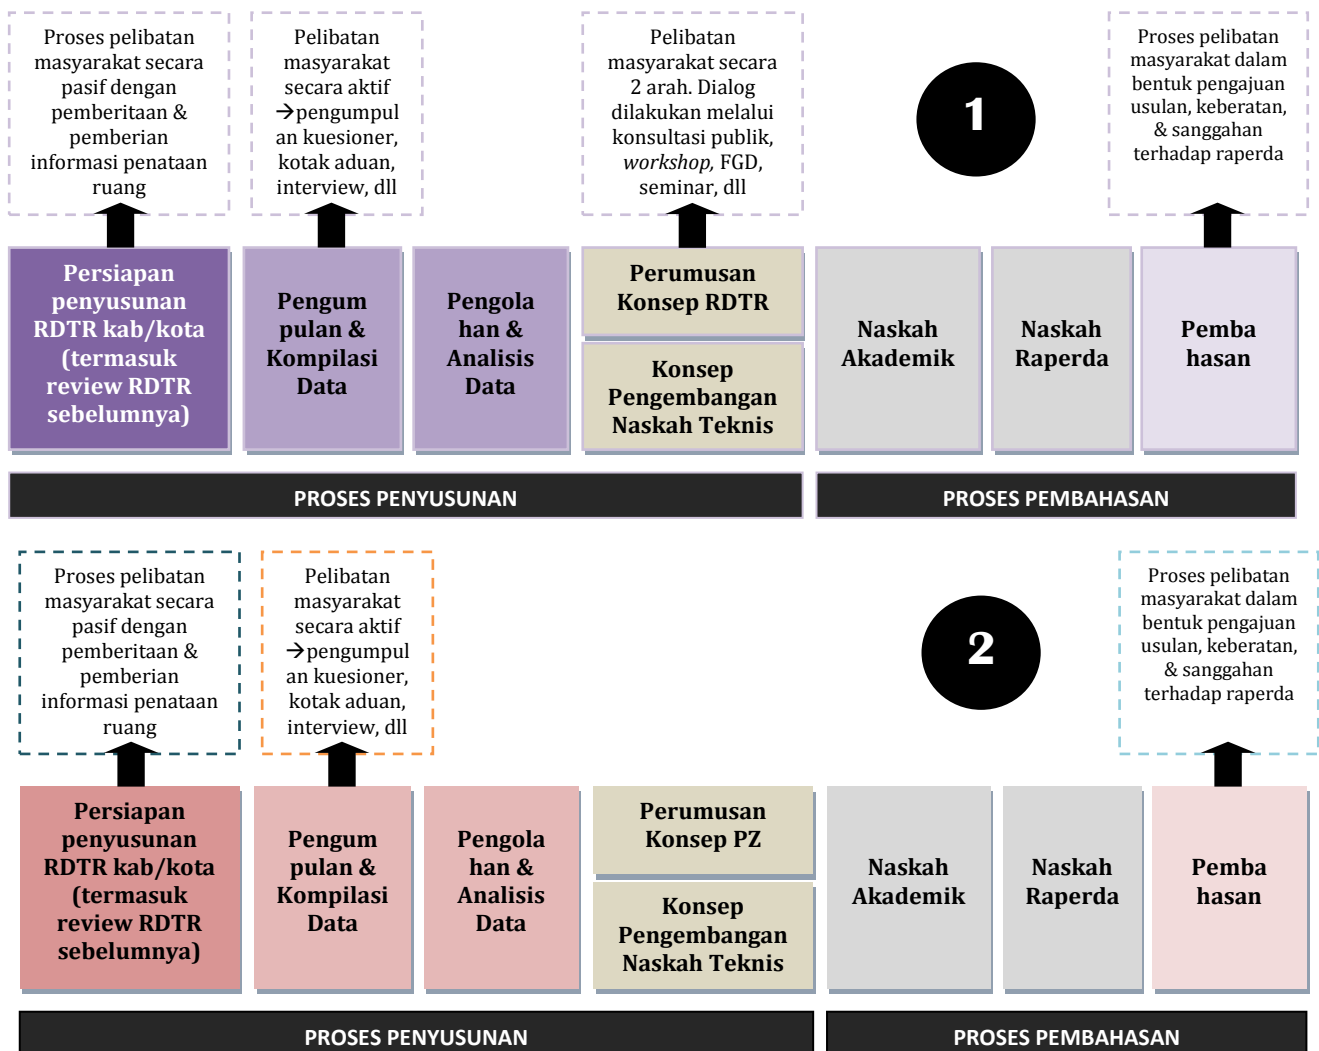 Proses pelibatan
masyarakat secara
pasif dengan
pemberitaan &
pemberian
informasi penataan
ruang
Pelibatan
masyarakat
secara aktif
→pengumpul
an kuesioner,
kotak aduan,
interview, dll
Pelibatan
masyarakat secara
2 arah. Dialog
dilakukan melalui
konsultasi publik,
workshop, FGD,
seminar, dll
1
Proses pelibatan
masyarakat dalam
bentuk pengajuan
usulan, keberatan,
& sanggahan
terhadap raperda
Persiapan
penyusunan
RDTR kab/kota
(termasuk
review RDTR
sebelumnya)
Pengum
pulan &
Kompilasi
Data
Pengola
han &
Analisis
Data
Perumusan
Konsep RDTR
Konsep
Pengembangan
Naskah Teknis
Naskah
Akademik
Naskah
Raperda
Pemba
hasan
PROSES PENYUSUNAN
PROSES PEMBAHASAN
Proses pelibatan
masyarakat secara
pasif dengan
pemberitaan &
pemberian
informasi penataan
ruang
Pelibatan
masyarakat
secara aktif
→pengumpul
an kuesioner,
kotak aduan,
interview, dll
2
Proses pelibatan
masyarakat dalam
bentuk pengajuan
usulan, keberatan,
& sanggahan
terhadap raperda
Persiapan
penyusunan
RDTR kab/kota
(termasuk
review RDTR
sebelumnya)
Pengum
pulan &
Kompilasi
Data
Pengola
han &
Analisis
Data
Perumusan
Konsep PZ
Konsep
Pengembangan
Naskah Teknis
Naskah
Akademik
Naskah
Raperda
Pemba
hasan
PROSES PENYUSUNAN
PROSES PEMBAHASAN